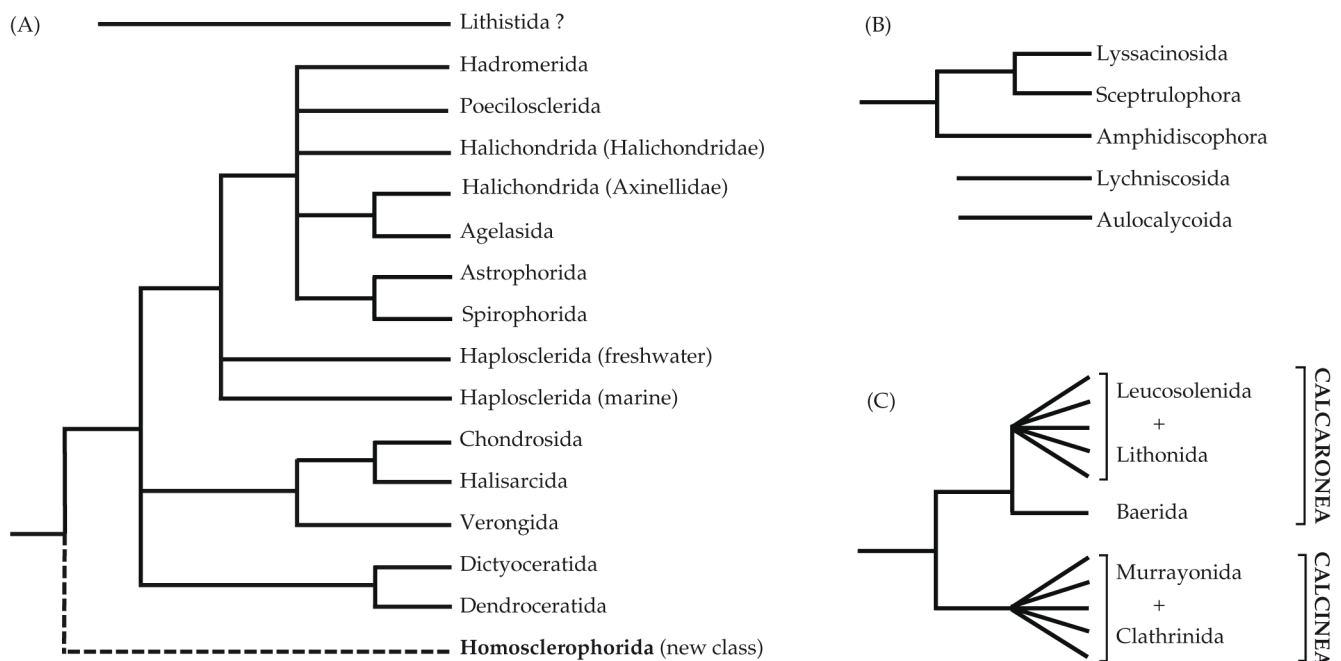 (A)
Lithistida ?
Hadromerida
Poecilosclerida
Halichondrida (Halichondridae)
Halichondrida (Axinellidae)
Agelasida
Astrophorida
Spirophorida
Haplosclerida (freshwater)
Haplosclerida (marine)
Chondrosida
Halisarcida
Verongida
Dictyoceratida
Dendroceratida
Homosclerophorida (new class)
(B)
Lyssacinosida
Sceptrulophora
Amphidiscophora
Lychniscosida
Aulocalycoida
(C)
Leucosolenida
+
Lithonida
Baerida
CALCARONEA
Murrayonida
+
Clathrinida
CALCINEA